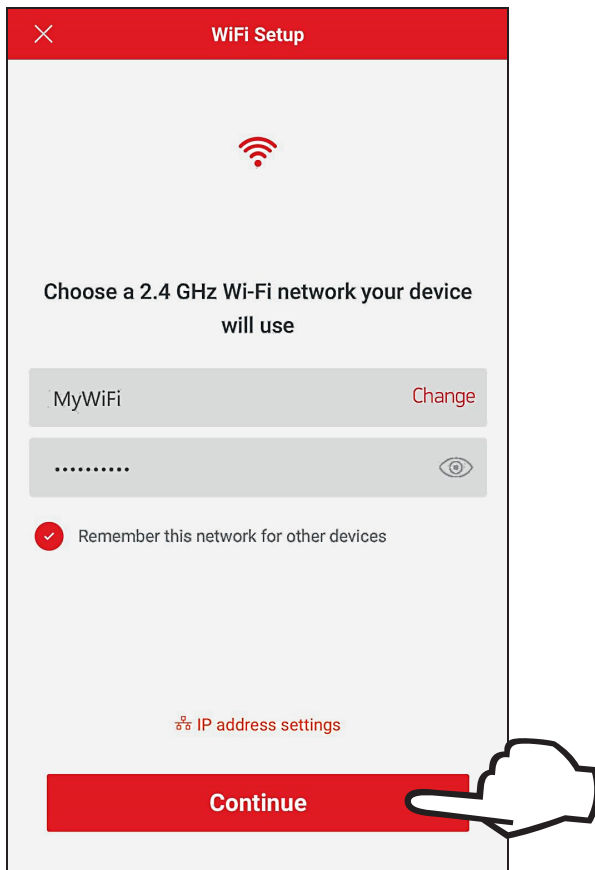 WiFi Setup
Choose a 2.4 GHz Wi-Fi network your device
will use
MyWiFi Change
••••••••••
Remember this network for other devices
IP address settings
Continue